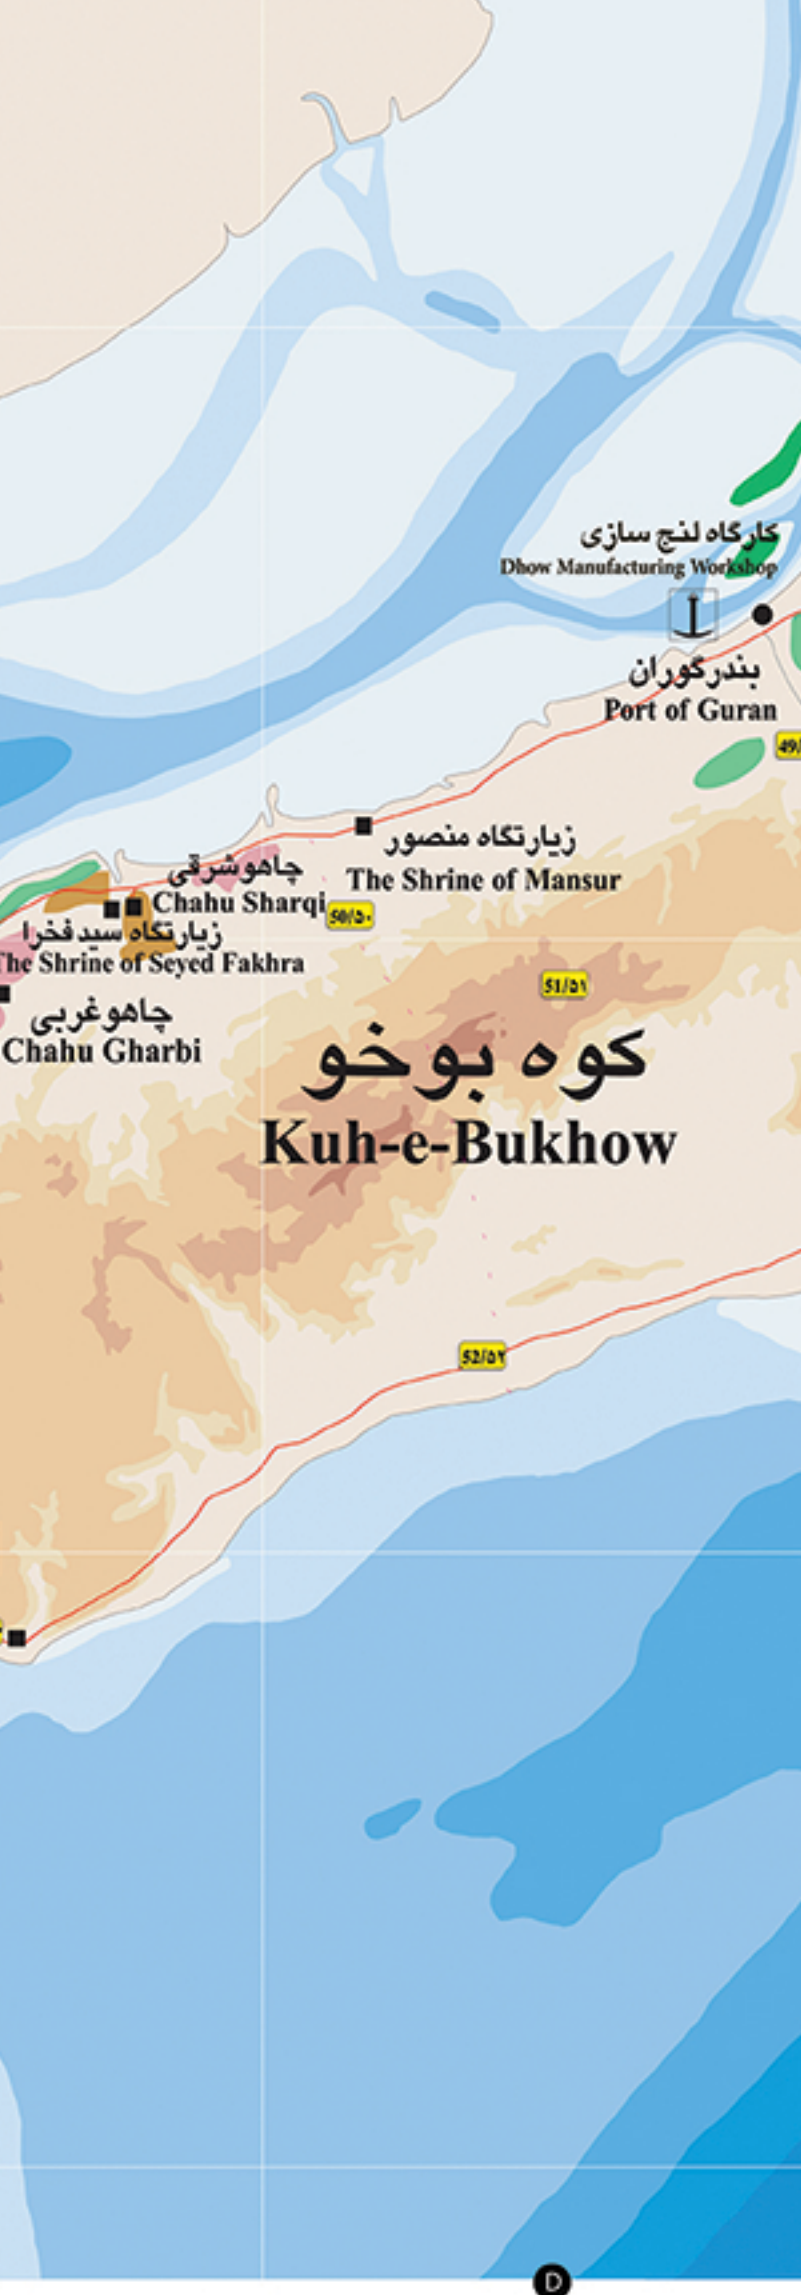 کارگاه لنج سازی
Dhow Manufacturing Workshop
بندرگوران
Port of Guran
زیارتگاه منصور
The Shrine of Mansur
چاهوشرقی
Chahu Sharqi
50/۵۰
زیارتگاه سید فخرا
The Shrine of Seyed Fakhra
چاهوغربی
Chahu Gharbi
51/۵۱
کوه بوخو
Kuh-e-Bukhow
52/۵۲
D